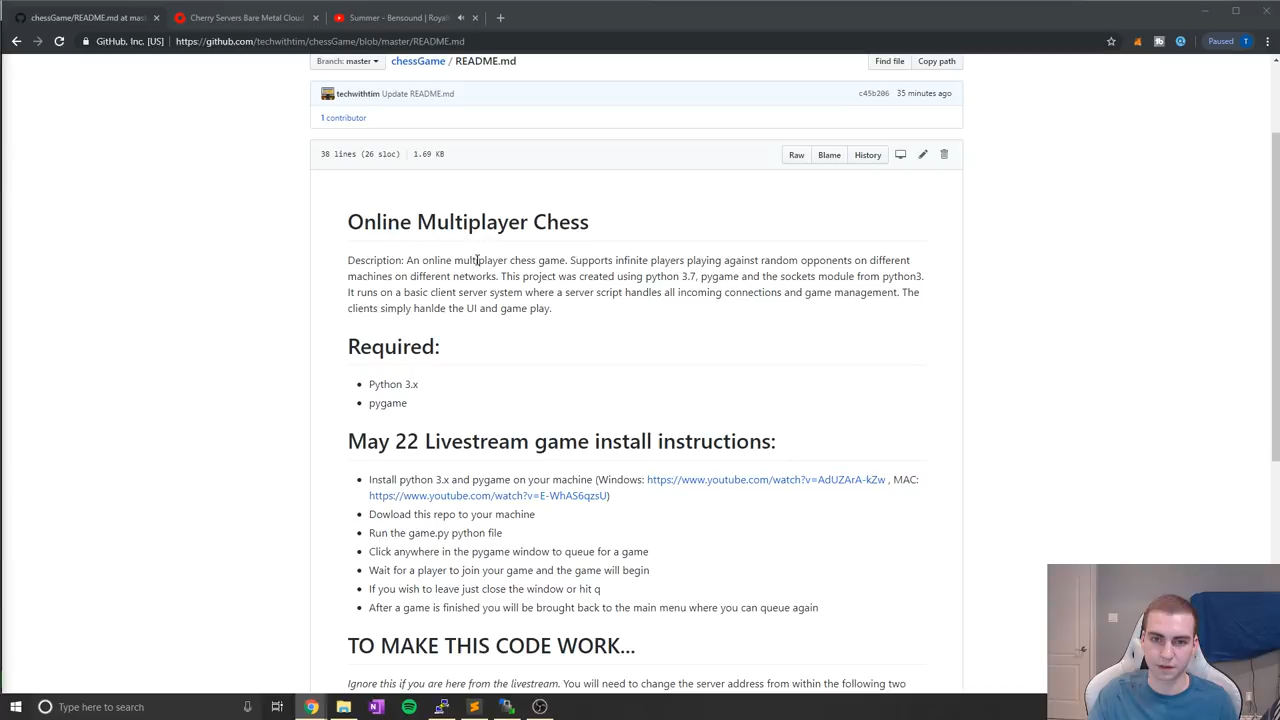 chessGame/README.md at mast
Cherry Servers Bare Metal Cloud
Summer - Bensound | Royal
GitHub, Inc. [US]
https://github.com/techwithtim/chessGame/blob/master/README.md
Paused
T
Branch: master
chessGame / README.md
Find file
Copy path
techwithtim Update README.md
c45b206
35 minutes ago
1 contributor
38 lines (26 sloc)
1.69 KB
Raw
Blame
History
Online Multiplayer Chess
Description: An online multiplayer chess game. Supports infinite players playing against random opponents on different
machines on different networks. This project was created using python 3.7, pygame and the sockets module from python3.
It runs on a basic client server system where a server script handles all incoming connections and game management. The
clients simply hanlde the UI and game play.
Required:
Python 3.x
pygame
May 22 Livestream game install instructions:
Install python 3.x and pygame on your machine (Windows: https://www.youtube.com/watch?v=AdUZArA-kZw , MAC:
https://www.youtube.com/watch?v=E-WhAS6qzsU)
Dowload this repo to your machine
Run the game.py python file
Click anywhere in the pygame window to queue for a game
Wait for a player to join your game and the game will begin
If you wish to leave just close the window or hit q
After a game is finished you will be brought back to the main menu where you can queue again
TO MAKE THIS CODE WORK...
Ignore this if you are here from the livestream. You will need to change the server address from within the following two
Type here to search